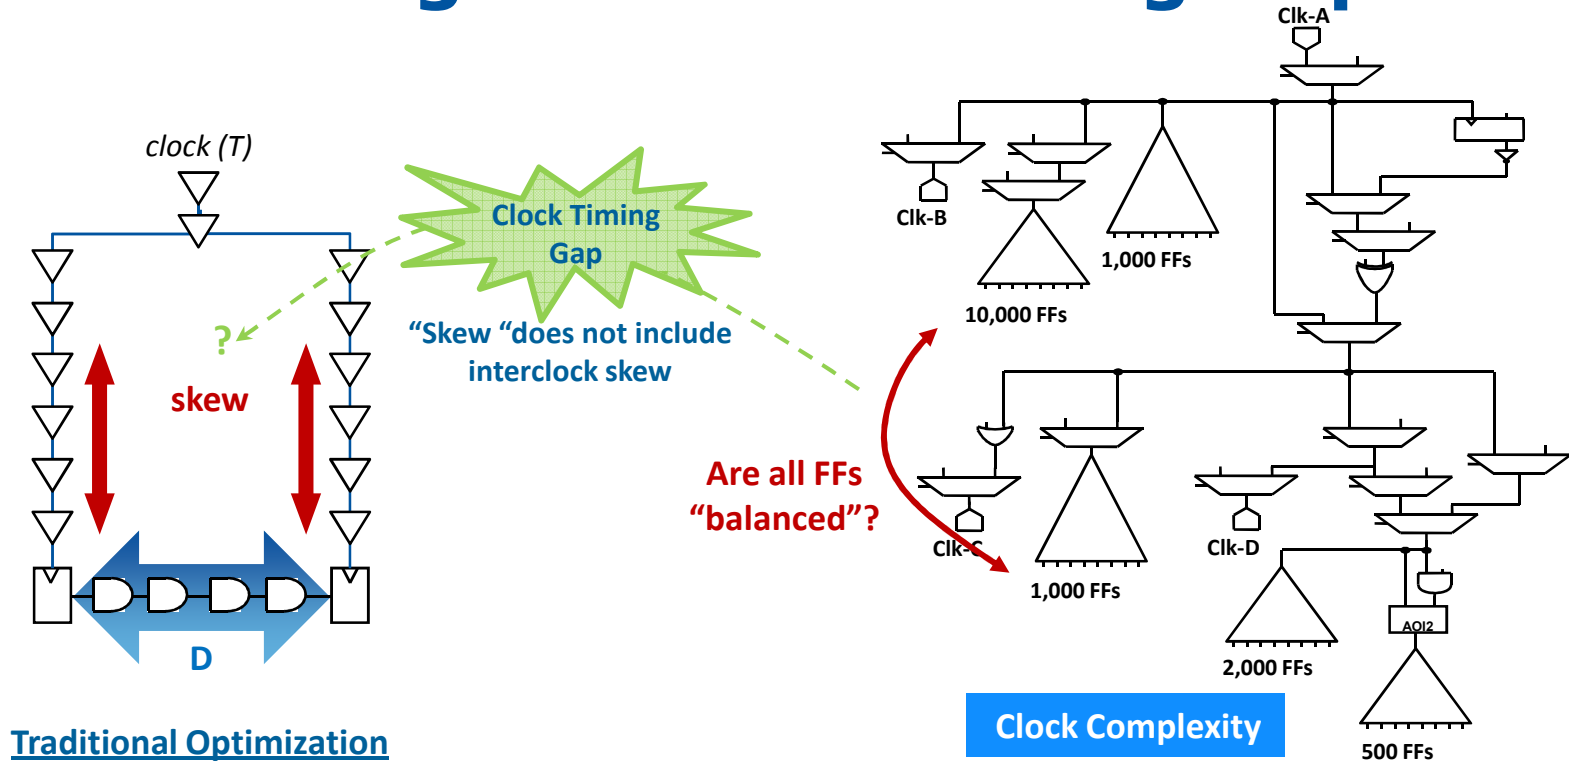 Clk-A
clock (T)
Clock Timing
Gap
Clk-B
1,000 FFs
10,000 FFs
?
“Skew “does not include
interclock skew
skew
Are all FFs
“balanced”?
Clk-C
Clk-D
1,000 FFs
AOI2
D
2,000 FFs
Clock Complexity
Traditional Optimization
500 FFs